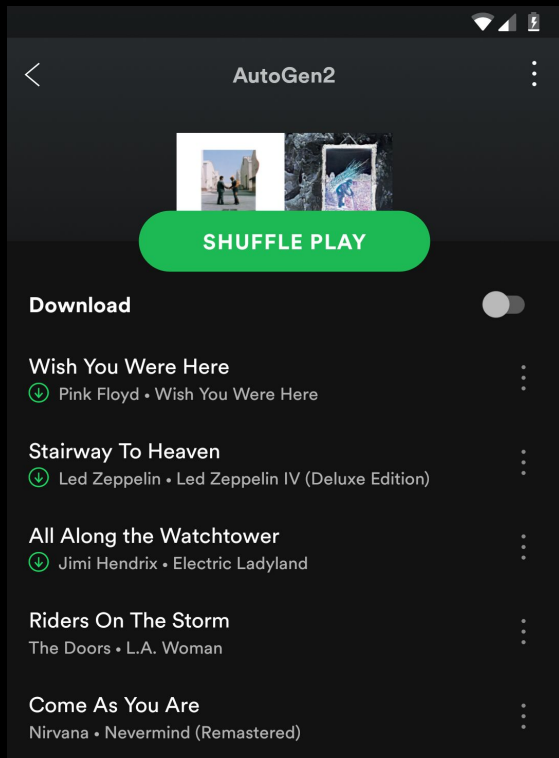 AutoGen2
SHUFFLE PLAY
Download
Wish You Were Here
Pink Floyd • Wish You Were Here
Stairway To Heaven
Led Zeppelin • Led Zeppelin IV (Deluxe Edition)
All Along the Watchtower
Jimi Hendrix • Electric Ladyland
Riders On The Storm
The Doors • L.A. Woman
Come As You Are
Nirvana • Nevermind (Remastered)